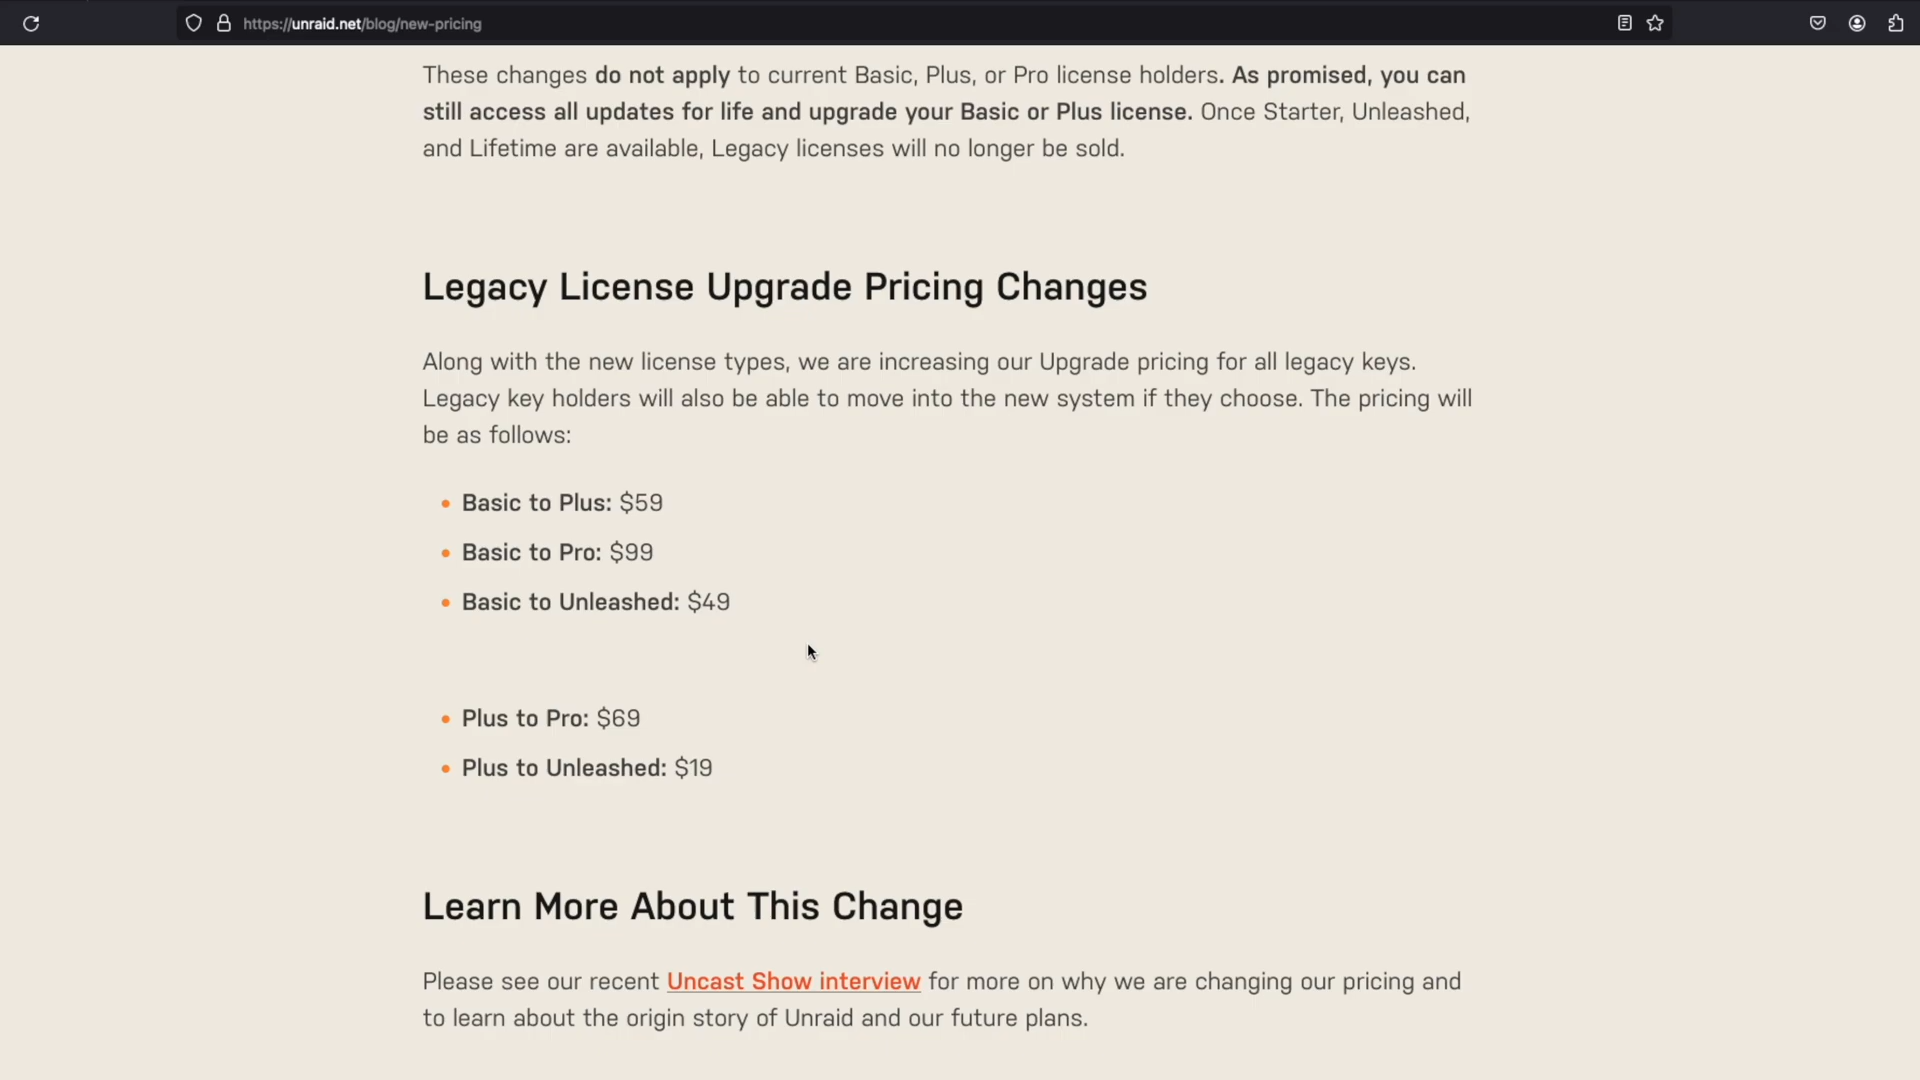 https://unraid.net/blog/new-pricing
These changes do not apply to current Basic, Plus, or Pro license holders. As promised, you can
still access all updates for life and upgrade your Basic or Plus license. Once Starter, Unleashed,
and Lifetime are available, Legacy licenses will no longer be sold.
Legacy License Upgrade Pricing Changes
Along with the new license types, we are increasing our Upgrade pricing for all legacy keys.
Legacy key holders will also be able to move into the new system if they choose. The pricing will
be as follows:
• Basic to Plus: $59
• Basic to Pro: $99
• Basic to Unleashed: $49
• Plus to Pro: $69
• Plus to Unleashed: $19
Learn More About This Change
Please see our recent Uncast Show interview for more on why we are changing our pricing and
to learn about the origin story of Unraid and our future plans.